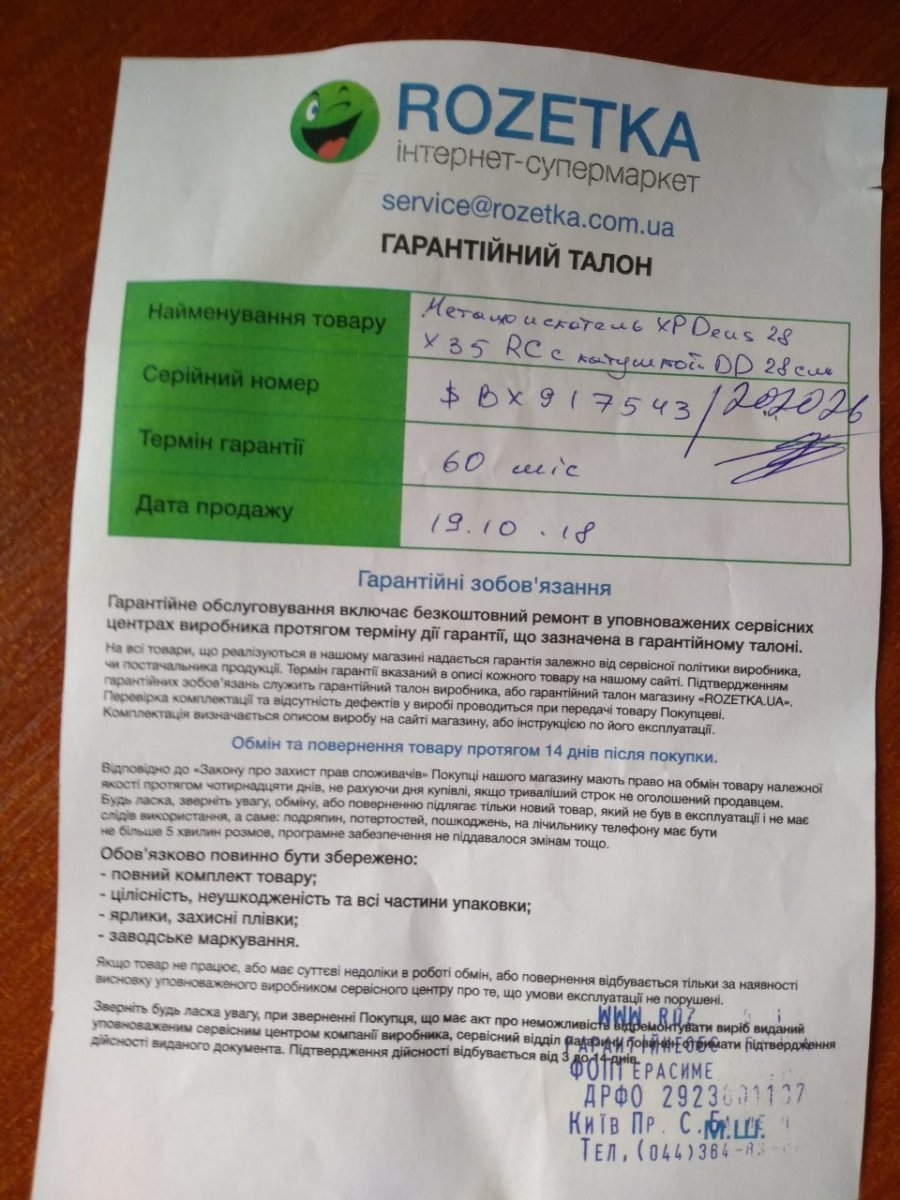 ROZETKA
інтернет-супермаркет
service@rozetka.com.ua
ГАРАНТІЙНИЙ ТАЛОН
Найменування товару
Металоискатель XP Deus 28
X35 RC с катушкой DD 28см
Серійний номер
$ B X 9 1 7 5 4 3 /
Термін гарантії
60 міс
Дата продажу
19.10.18
Гарантійні зобов'язання
Гарантійне обслуговування включає безкоштовний ремонт в уповноважених сервісних
центрах виробника протягом терміну дії гарантії, що зазначена в гарантійному талоні.
На всі товари, що реалізуються в нашому магазині надається гарантія залежно від сервісної політики виробника,
чи постачальника продукції. Термін гарантії вказаний в описі кожного товару на нашому сайті. Підтвердженням
гарантійних зобов'язань служить гарантійний талон виробника, або гарантійний талон магазину «ROZETKA.UA».
Перевірка комплектації та відсутність дефектів у виробі проводиться при передачі товару Покупцеві.
Комплектація визначається описом виробу на сайті магазину, або інструкцією по його експлуатації.
Обмін та повернення товару протягом 14 днів після покупки.
Відповідно до «Закону про захист прав споживачів» Покупці нашого магазину мають право на обмін товару належної
якості протягом чотирнадцяти днів, не рахуючи дня купівлі, якщо триваліший строк не оголошений продавцем.
Будь ласка, зверніть увагу, обміну, або поверненню підлягає тільки новий товар, який не був в експлуатації і не має
слідів використання, а саме: подряпин, потертостей, пошкоджень, на лічильнику телефону має бути
не більше 5 хвилин розмов, програмне забезпечення не піддавалося змінам тощо.
Обов'язково повинно бути збережено:
- повний комплект товару;
- цілісність, неушкодженість та всі частини упаковки;
- ярлики, захисні плівки;
- заводське маркування.
Якщо товар не працює, або має суттєві недоліки в роботі обмін, або повернення відбувається тільки за наявності
висновку уповноваженого виробником сервісного центру про те, що умови експлуатації не порушені.
Зверніть будь ласка увагу, при зверненні Покупця, що має акт про неможливість відремонтувати виріб виданий
уповноваженим сервісним центром компанії виробника, сервісний відділ магазину повинен отримати підтвердження
дійсності виданого документа. Підтвердження дійсності відбувається від 3 до 14 днів.
WWW.ROZ
ФОП ГЕРАСИМЕ
ДРФО
Київ Пр. С.
М.Ш.
Тел. (044)364-